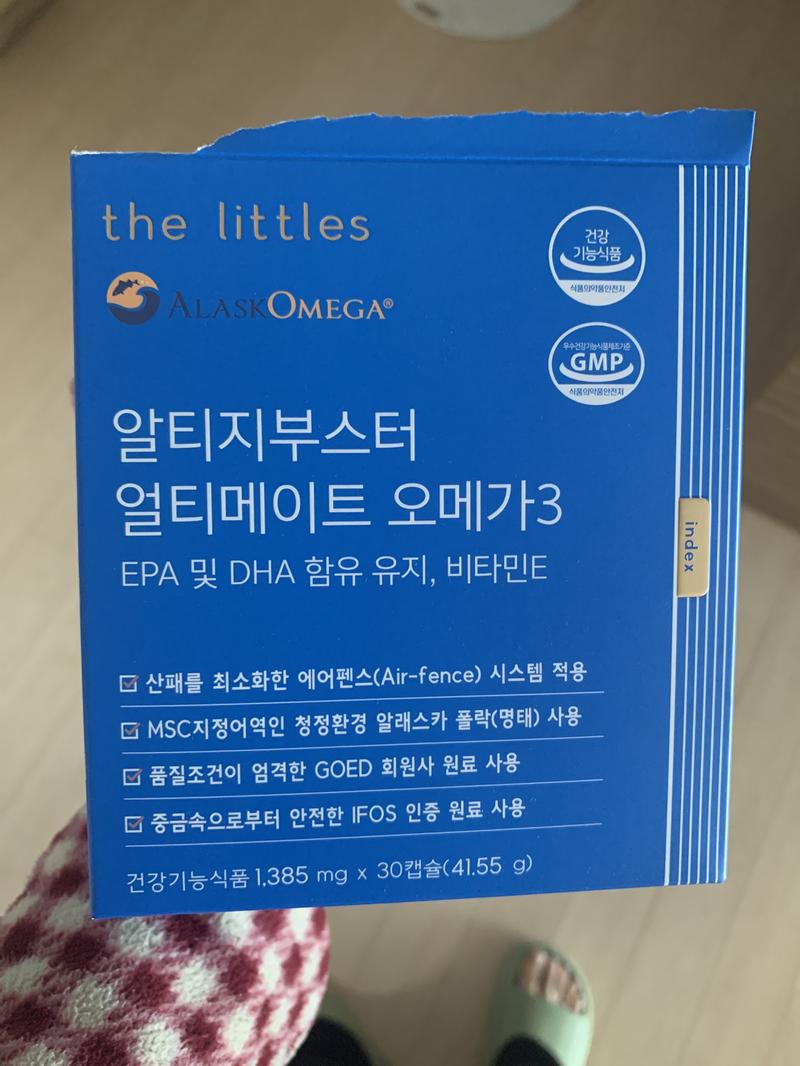 the littles
ALASKOMEGA®
건강
기능식품
식품의약품안전처
우수건강기능식품제조기준
GMP
식품의약품안전처
알티지부스터
얼티메이트 오메가3
EPA 및 DHA 함유 유지, 비타민E
index
산패를 최소화한 에어펜스(Air-fence) 시스템 적용
MSC지정어역인 청정환경 알래스카 폴락(명태) 사용
품질조건이 엄격한 GOED 회원사 원료 사용
중금속으로부터 안전한 IFOS 인증 원료 사용
건강기능식품 1,385 mg x 30캡슐(41.55 g)